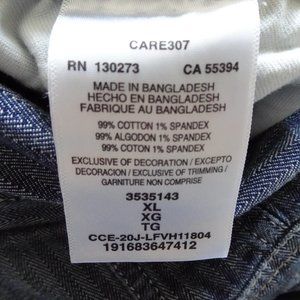 CARE307
RN 130273 CA 55394
MADE IN BANGLADESH
HECHO EN BANGLADESH
FABRIQUE AU BANGLADESH
99% COTTON 1% SPANDEX
99% ALGODON 1% SPANDEX
99% COTON 1% SPANDEX
EXCLUSIVE OF DECORATION / EXCEPTO
DECORACION / EXCLUSIVE OF TRIMMING /
GARNITURE NON COMPRISE
3535143
XL
XG
TG
CCE-20J-LFVH11804
191683647412